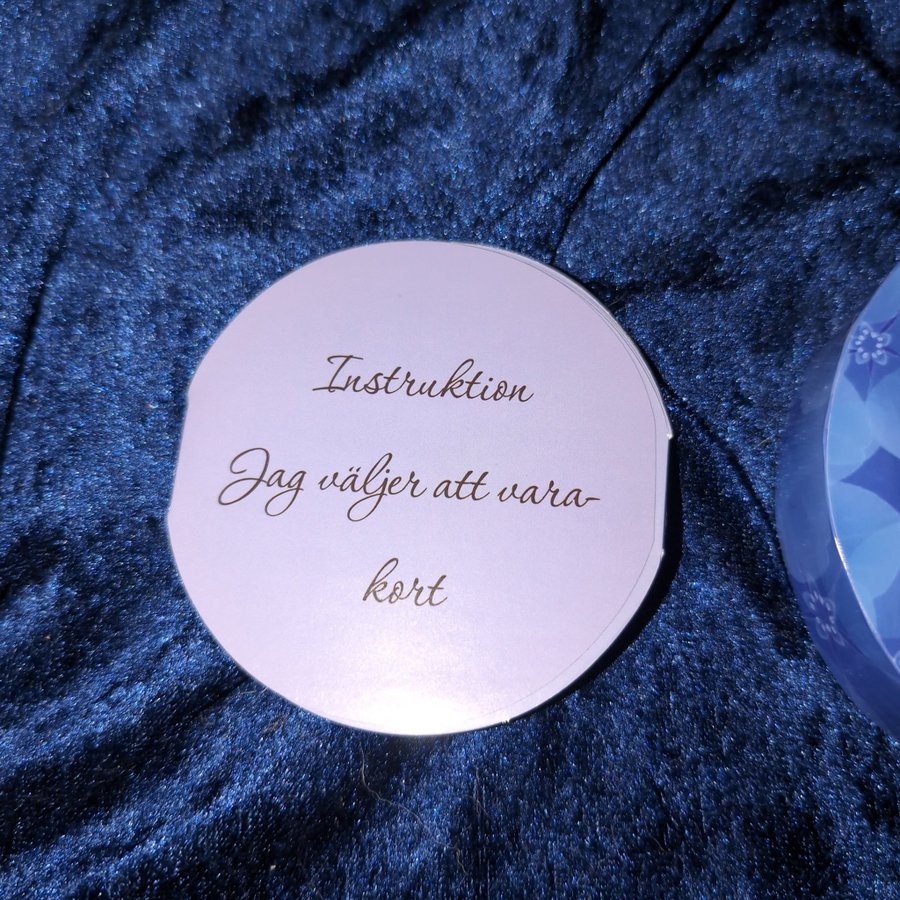 Instruktion
Jag väljer att vara-
kort